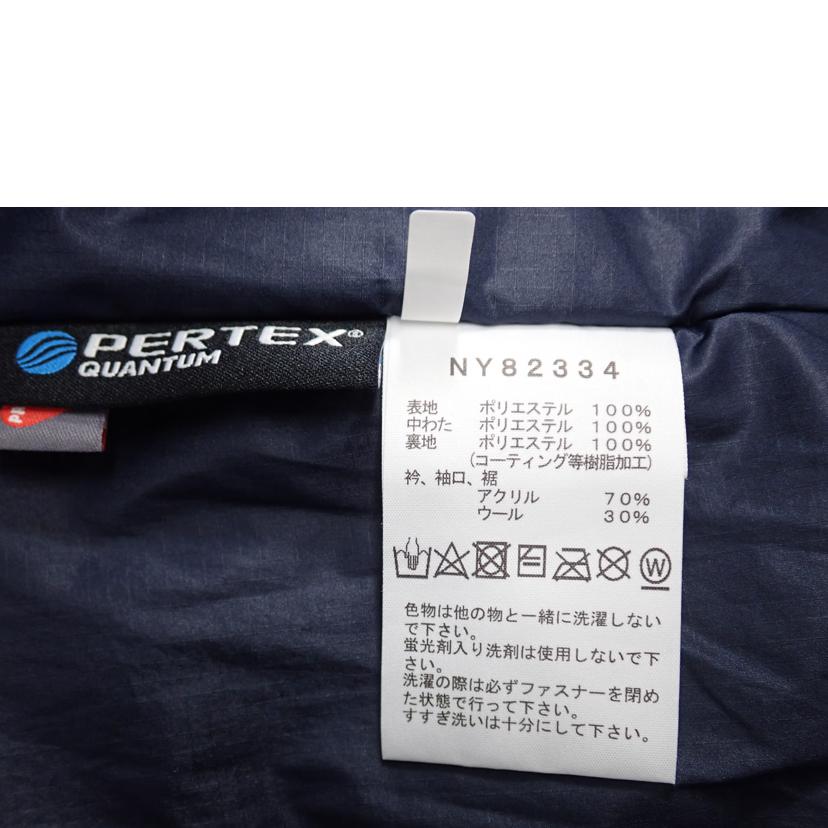 PERTEX®
QUANTUM
PR
NY82334
表地 ポリエステル 100%
中わた ポリエステル 100%
裏地 ポリエステル 100%
(コーティング等樹脂加工)
衿、袖口、裾
アクリル 70%
ウール 30%
W
色物は他の物と一緒に洗濯しない
で下さい。
蛍光剤入り洗剤は使用しないで下
さい。
洗濯の際は必ずファスナーを閉め
た状態で行って下さい。
すすぎ洗いは十分にして下さい。